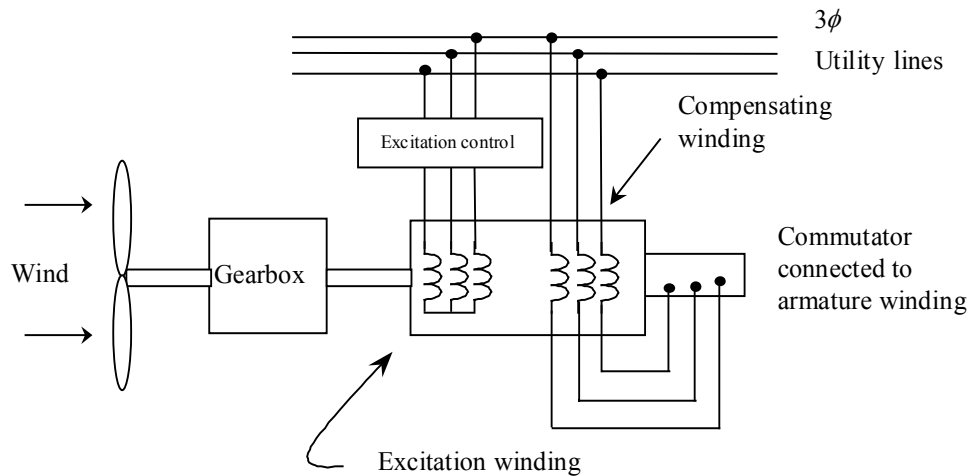 3ϕ
Utility lines
Compensating
winding
Excitation control
Wind
Gearbox
Commutator
connected to
armature winding
Excitation winding